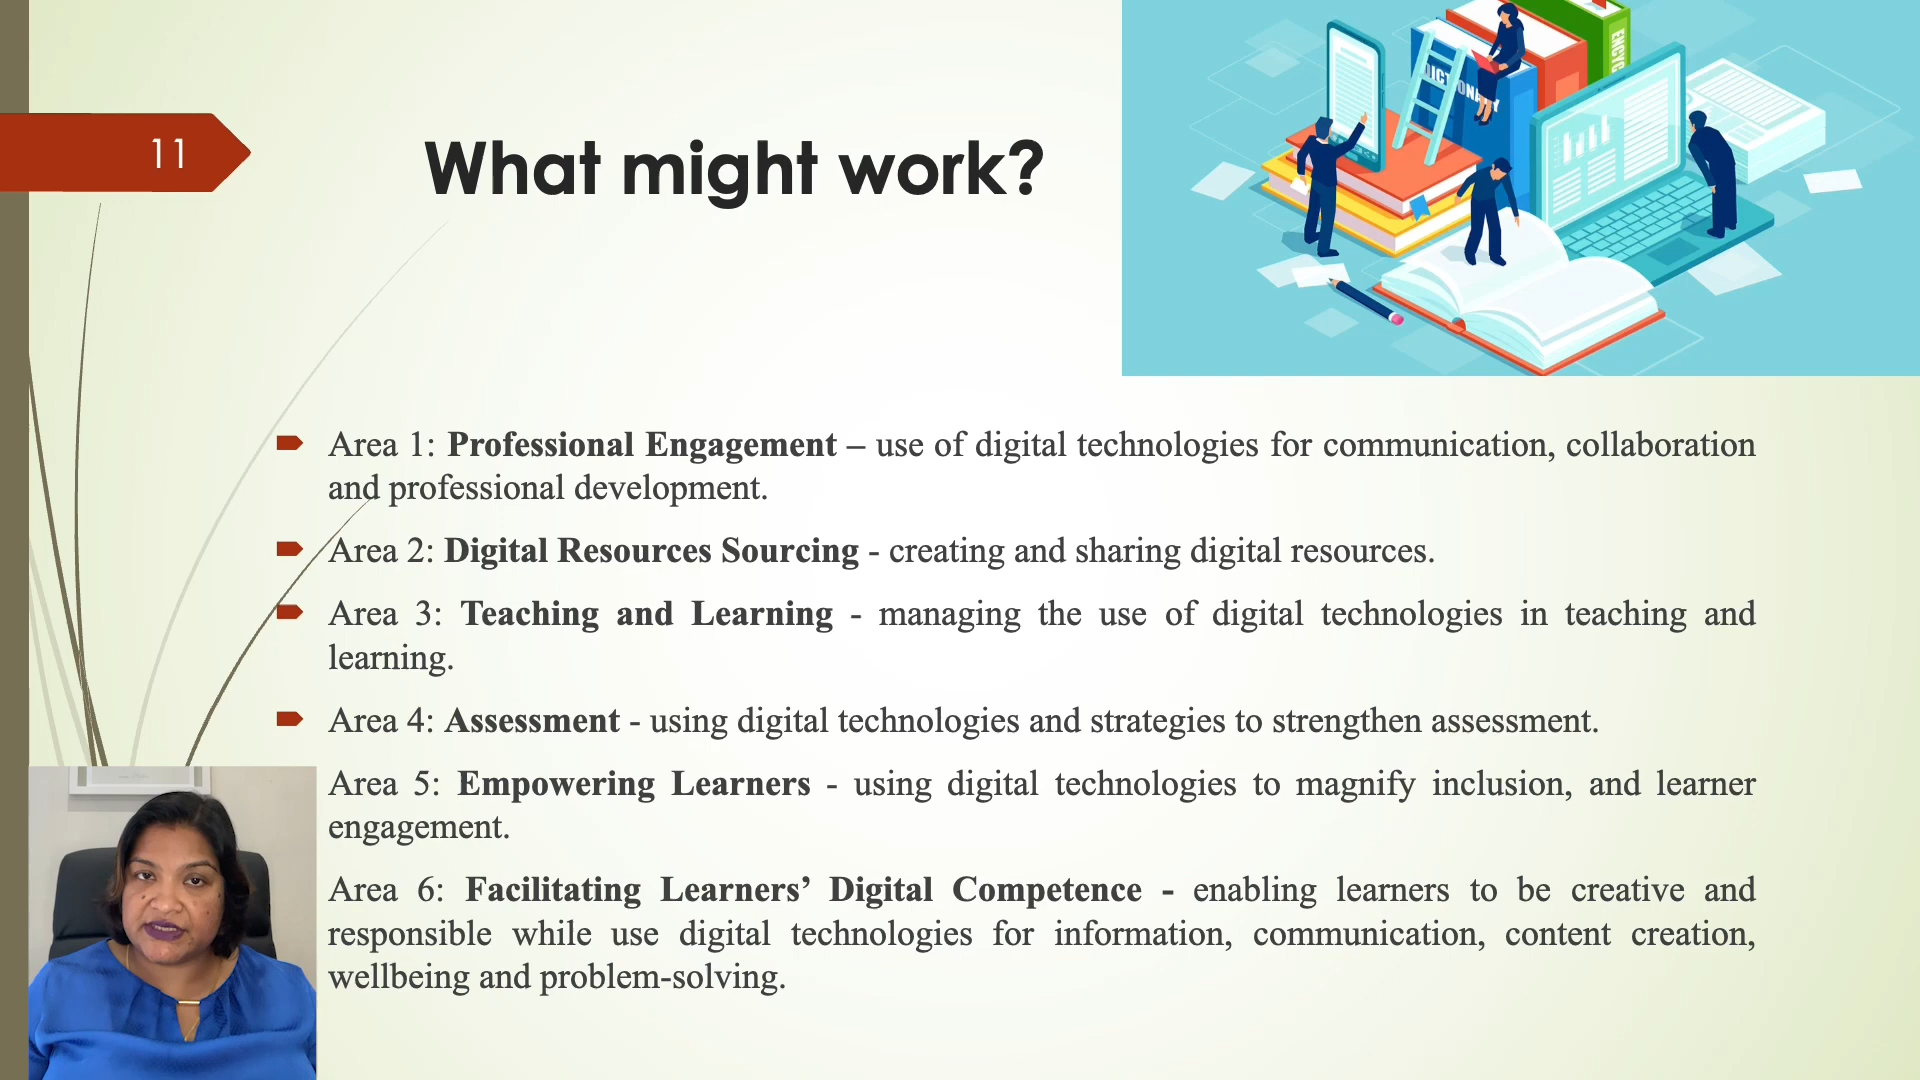 11
What might work?
DICTIONARY
ENCYC
Area 1: Professional Engagement – use of digital technologies for communication, collaboration
and professional development.
Area 2: Digital Resources Sourcing - creating and sharing digital resources.
Area 3: Teaching and Learning - managing the use of digital technologies in teaching and
learning.
Area 4: Assessment - using digital technologies and strategies to strengthen assessment.
Area 5: Empowering Learners - using digital technologies to magnify inclusion, and learner
engagement.
Area 6: Facilitating Learners’ Digital Competence - enabling learners to be creative and
responsible while use digital technologies for information, communication, content creation,
wellbeing and problem-solving.